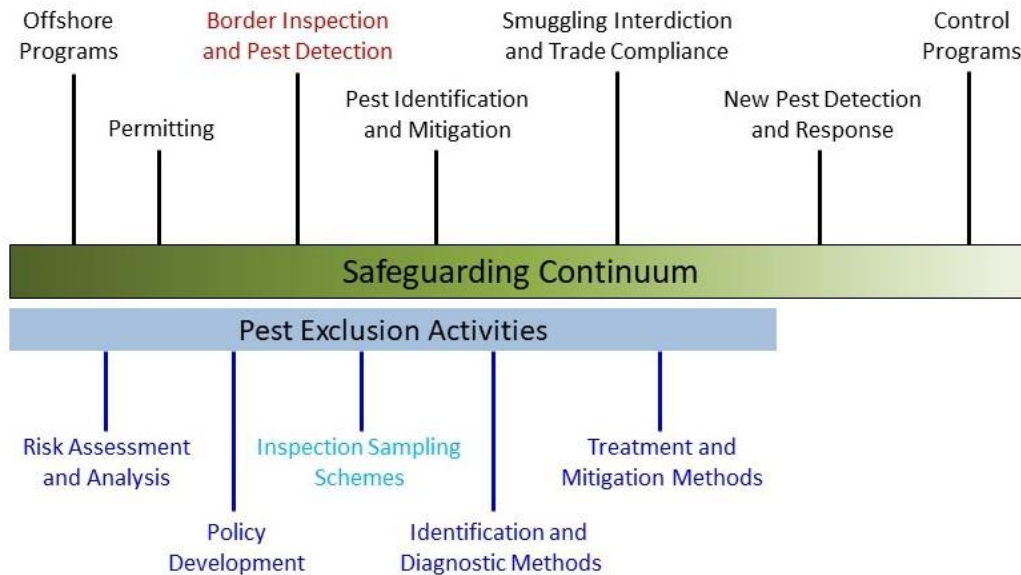 Offshore
Programs
Border Inspection
and Pest Detection
Smuggling Interdiction
and Trade Compliance
Control
Programs
Permitting
Pest Identification
and Mitigation
New Pest Detection
and Response
Safeguarding Continuum
Pest Exclusion Activities
Risk Assessment
and Analysis
Inspection Sampling
Schemes
Treatment and
Mitigation Methods
Policy
Development
Identification and
Diagnostic Methods